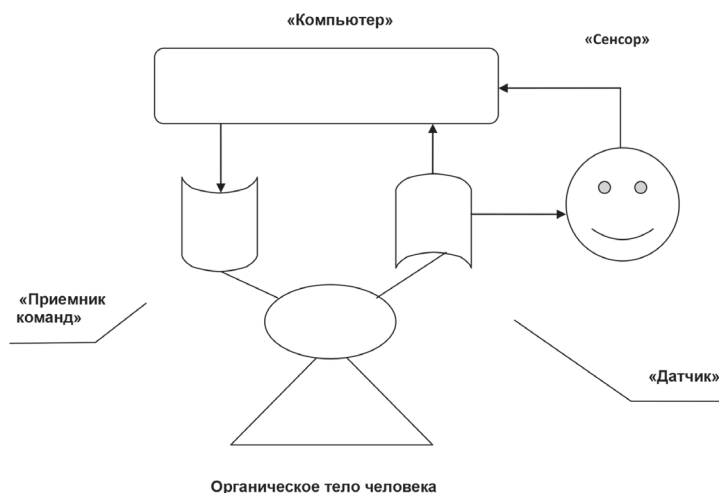 «Компьютер»
«Сенсор»
«Приемник
команд»
«Датчик»
Органическое тело человека